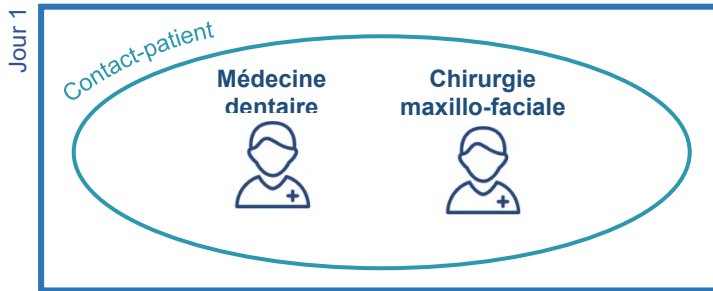 Jour 1
Contact-patient
Médecine
dentaire
Chirurgie
maxillo-faciale